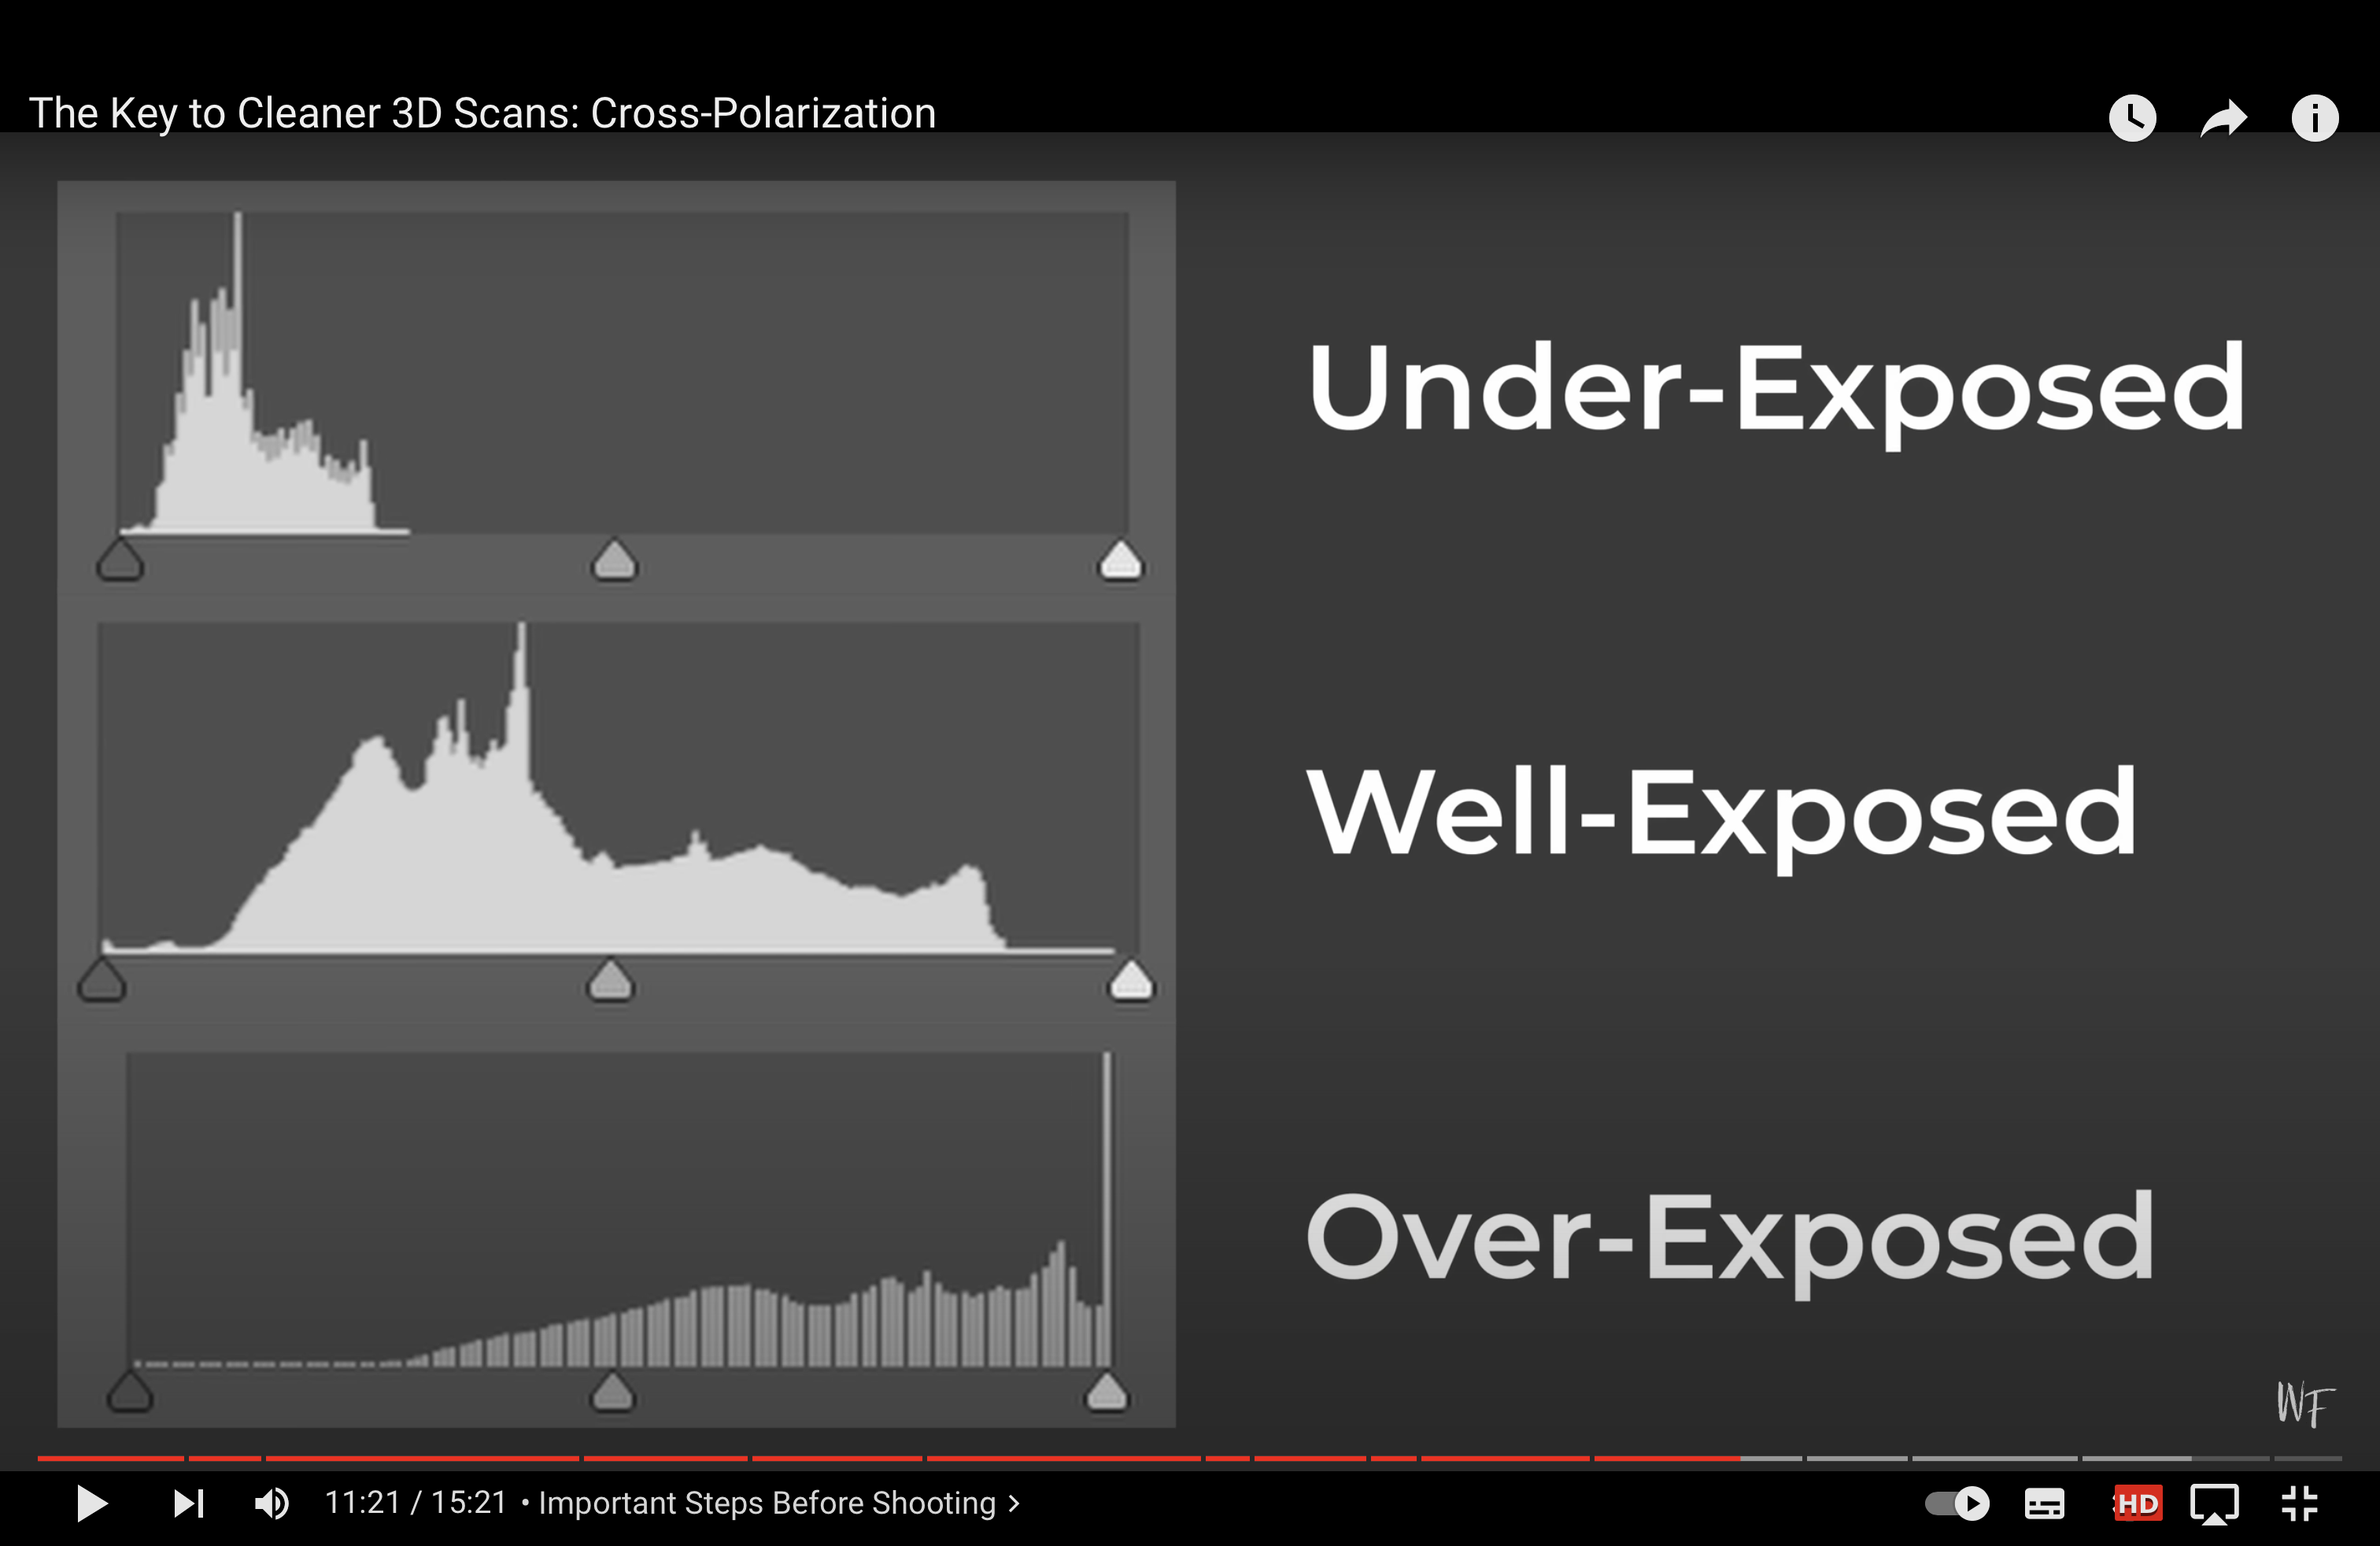 The Key to Cleaner 3D Scans: Cross-Polarization
Under-Exposed
Well-Exposed
Over-Exposed
WF
11:21 / 15:21 • Important Steps Before Shooting
HD